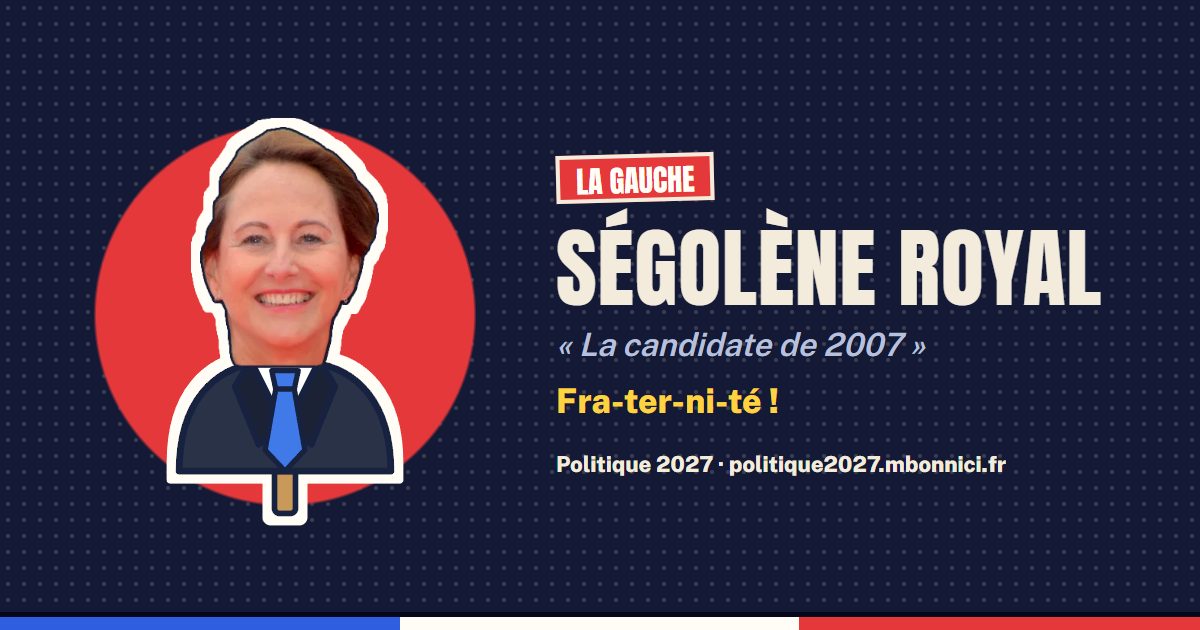 LA GAUCHE
SÉGOLÈNE ROYAL
« La candidate de 2007 »
Fra-ter-ni-té !
Politique 2027 · politique2027.mbonnici.fr